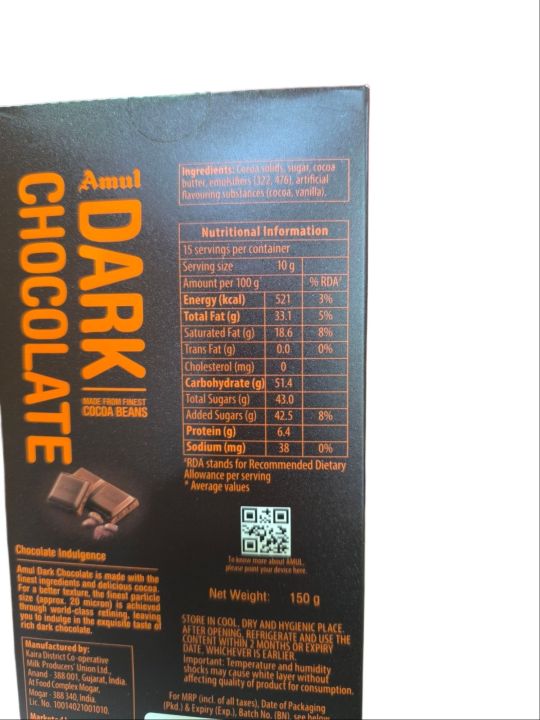 Amul
DARK
CHOCOLATE
MADE FROM FINEST
COCOA BEANS
Chocolate Indulgence
Amul Dark Chocolate is made with the
finest ingredients and delicious cocoa.
For a better texture, the finest particle
size (approx. 20 micron) is achieved
through world-class refining, leaving
you to indulge in the exquisite taste of
rich dark chocolate.
Manufactured by:
Kaira District Co-operative
Milk Producers' Union Ltd.,
Anand - 388 001, Gujarat, India.
At Food Complex Mogar,
Mogar - 388 340, India.
Lic. No. 10014021001010.
Ingredients: Cocoa solids, sugar, cocoa
butter, emulsifiers (322, 476), artificial
flavouring substances (cocoa, vanilla).
Nutritional Information
15 servings per container
Serving size 10 g
Amount per 100 g* % RDA#
Energy (kcal) 521 3%
Total Fat (g) 33.1 5%
Saturated Fat (g) 18.6 8%
Trans Fat (g) 0.0 0%
Cholesterol (mg) 0
Carbohydrate (g) 51.4
Total Sugars (g) 43.0
Added Sugars (g) 42.5 8%
Protein (g) 6.4
Sodium (mg) 38 0%
#RDA stands for Recommended Dietary
Allowance per serving
* Average values
To know more about AMUL,
please point your device here.
Net Weight: 150 g
STORE IN COOL, DRY AND HYGIENIC PLACE.
AFTER OPENING, REFRIGERATE AND USE THE
CONTENT WITHIN 2 MONTHS OR EXPIRY
DATE, WHICHEVER IS EARLIER.
Important: Temperature and humidity
shocks may cause white layer without
affecting quality of product for consumption.
For MRP (incl. of all taxes), Date of Packaging
(Pkd.) & Expiry (Exp.), Batch No. (BN), see below